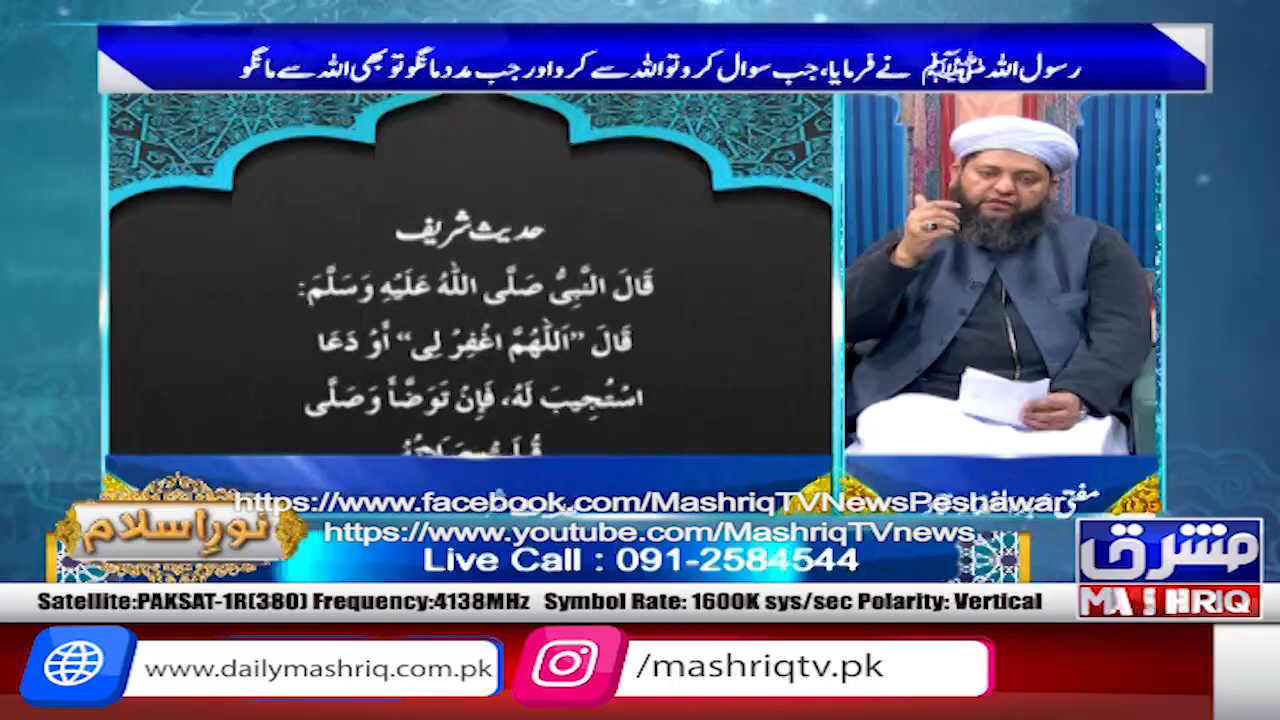 رسول اللہ ﷺ نے فرمایا، جب سوال کرو تو اللہ سے کرو اور جب مدد مانگو تو بھی اللہ سے مانگو
حدیث شریف
قَالَ النَّبِیُّ صَلَّی اللّٰہُ عَلَیْہِ وَسَلَّمَ:
قَالَ ”اَللّٰہُمَّ اغْفِرْ لِی“ أَوْ دَعَا
اسْتُجِیبَ لَہُ، فَإِنْ تَوَضَّأَ وَصَلَّی
مفتی
https://www.facebook.com/MashriqTVNewsPeshawar
نورِ اسلام
https://www.youtube.com/MashriqTVnews
Live Call : 091-2584544
مشرق
MASHRIQ
Satellite:PAKSAT-1R(380) Frequency:4138MHz Symbol Rate: 1600K sys/sec Polarity: Vertical
www.dailymashriq.com.pk
/mashriqtv.pk